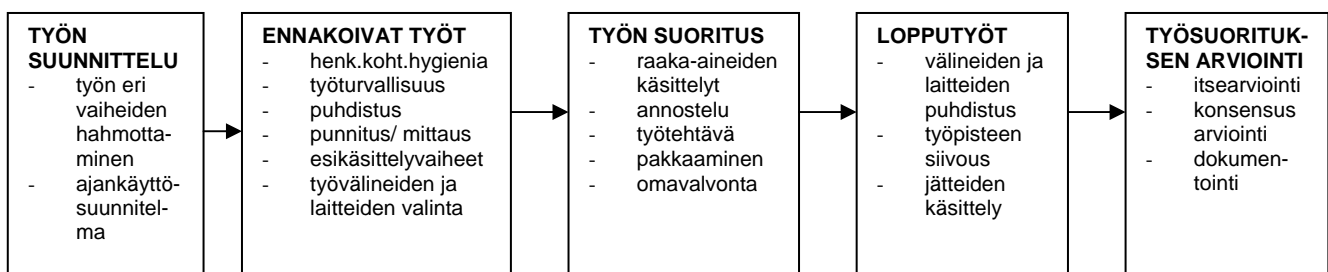 TYÖN
SUUNNITTELU
- työn eri
vaiheiden
hahmotta-
minen
- ajankäyttö-
suunnitel-
ma
ENNAKOIVAT TYÖT
- henk.koht.hygienia
- työturvallisuus
- puhdistus
- punnitus/ mittaus
- esikäsittelyvaiheet
- työvälineiden ja
laitteiden valinta
TYÖN SUORITUS
- raaka-aineiden
käsittelyt
- annostelu
- työtehtävä
- pakkaaminen
- omavalvonta
LOPPUTYÖT
- välineiden ja
laitteiden
puhdistus
- työpisteen
siivous
- jätteiden
käsittely
TYÖSUORITUK-
SEN ARVIOINTI
- itsearviointi
- konsensus
arviointi
- dokumen-
tointi